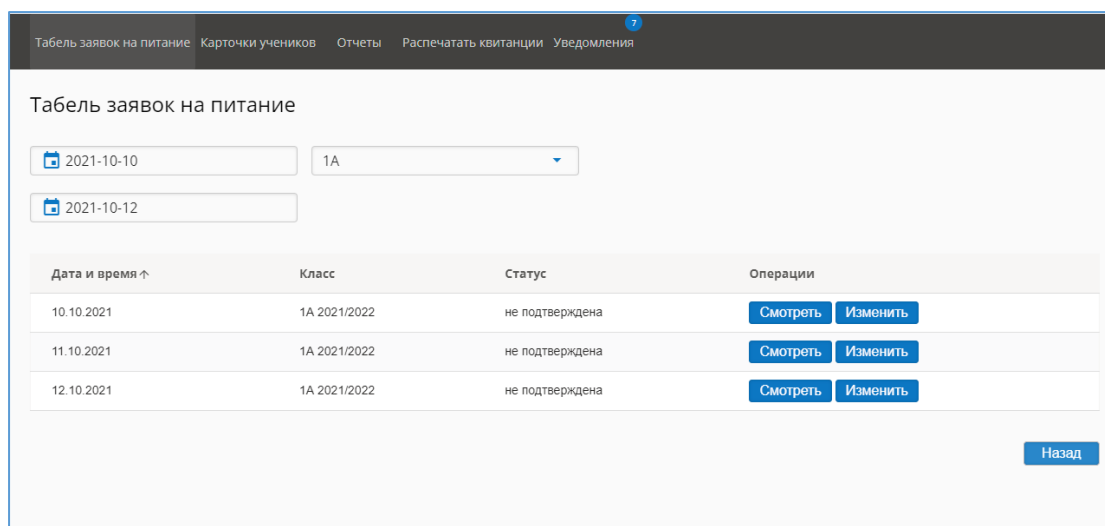 7
Табель заявок на питание Карточки учеников Отчеты Распечатать квитанции Уведомления
Табель заявок на питание
2021-10-10 1А
2021-10-12
Дата и время Класс Статус Операции
10.10.2021 1А 2021/2022 не подтверждена Смотреть Изменить
11.10.2021 1А 2021/2022 не подтверждена Смотреть Изменить
12.10.2021 1А 2021/2022 не подтверждена Смотреть Изменить
Назад